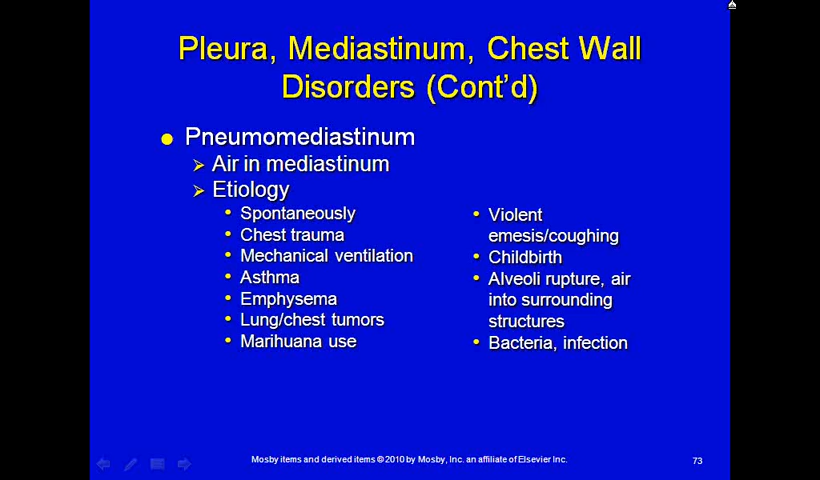 Pleura, Mediastinum, Chest Wall
Disorders (Cont'd)
Pneumomediastinum
Air in mediastinum
Etiology
Spontaneously
Chest trauma
Mechanical ventilation
Asthma
Emphysema
Lung/chest tumors
Marihuana use
Violent
emesis/coughing
Childbirth
Alveoli rupture, air
into surrounding
structures
Bacteria, infection
Mosby items and derived items © 2010 by Mosby, Inc. an affiliate of Elsevier Inc.
73